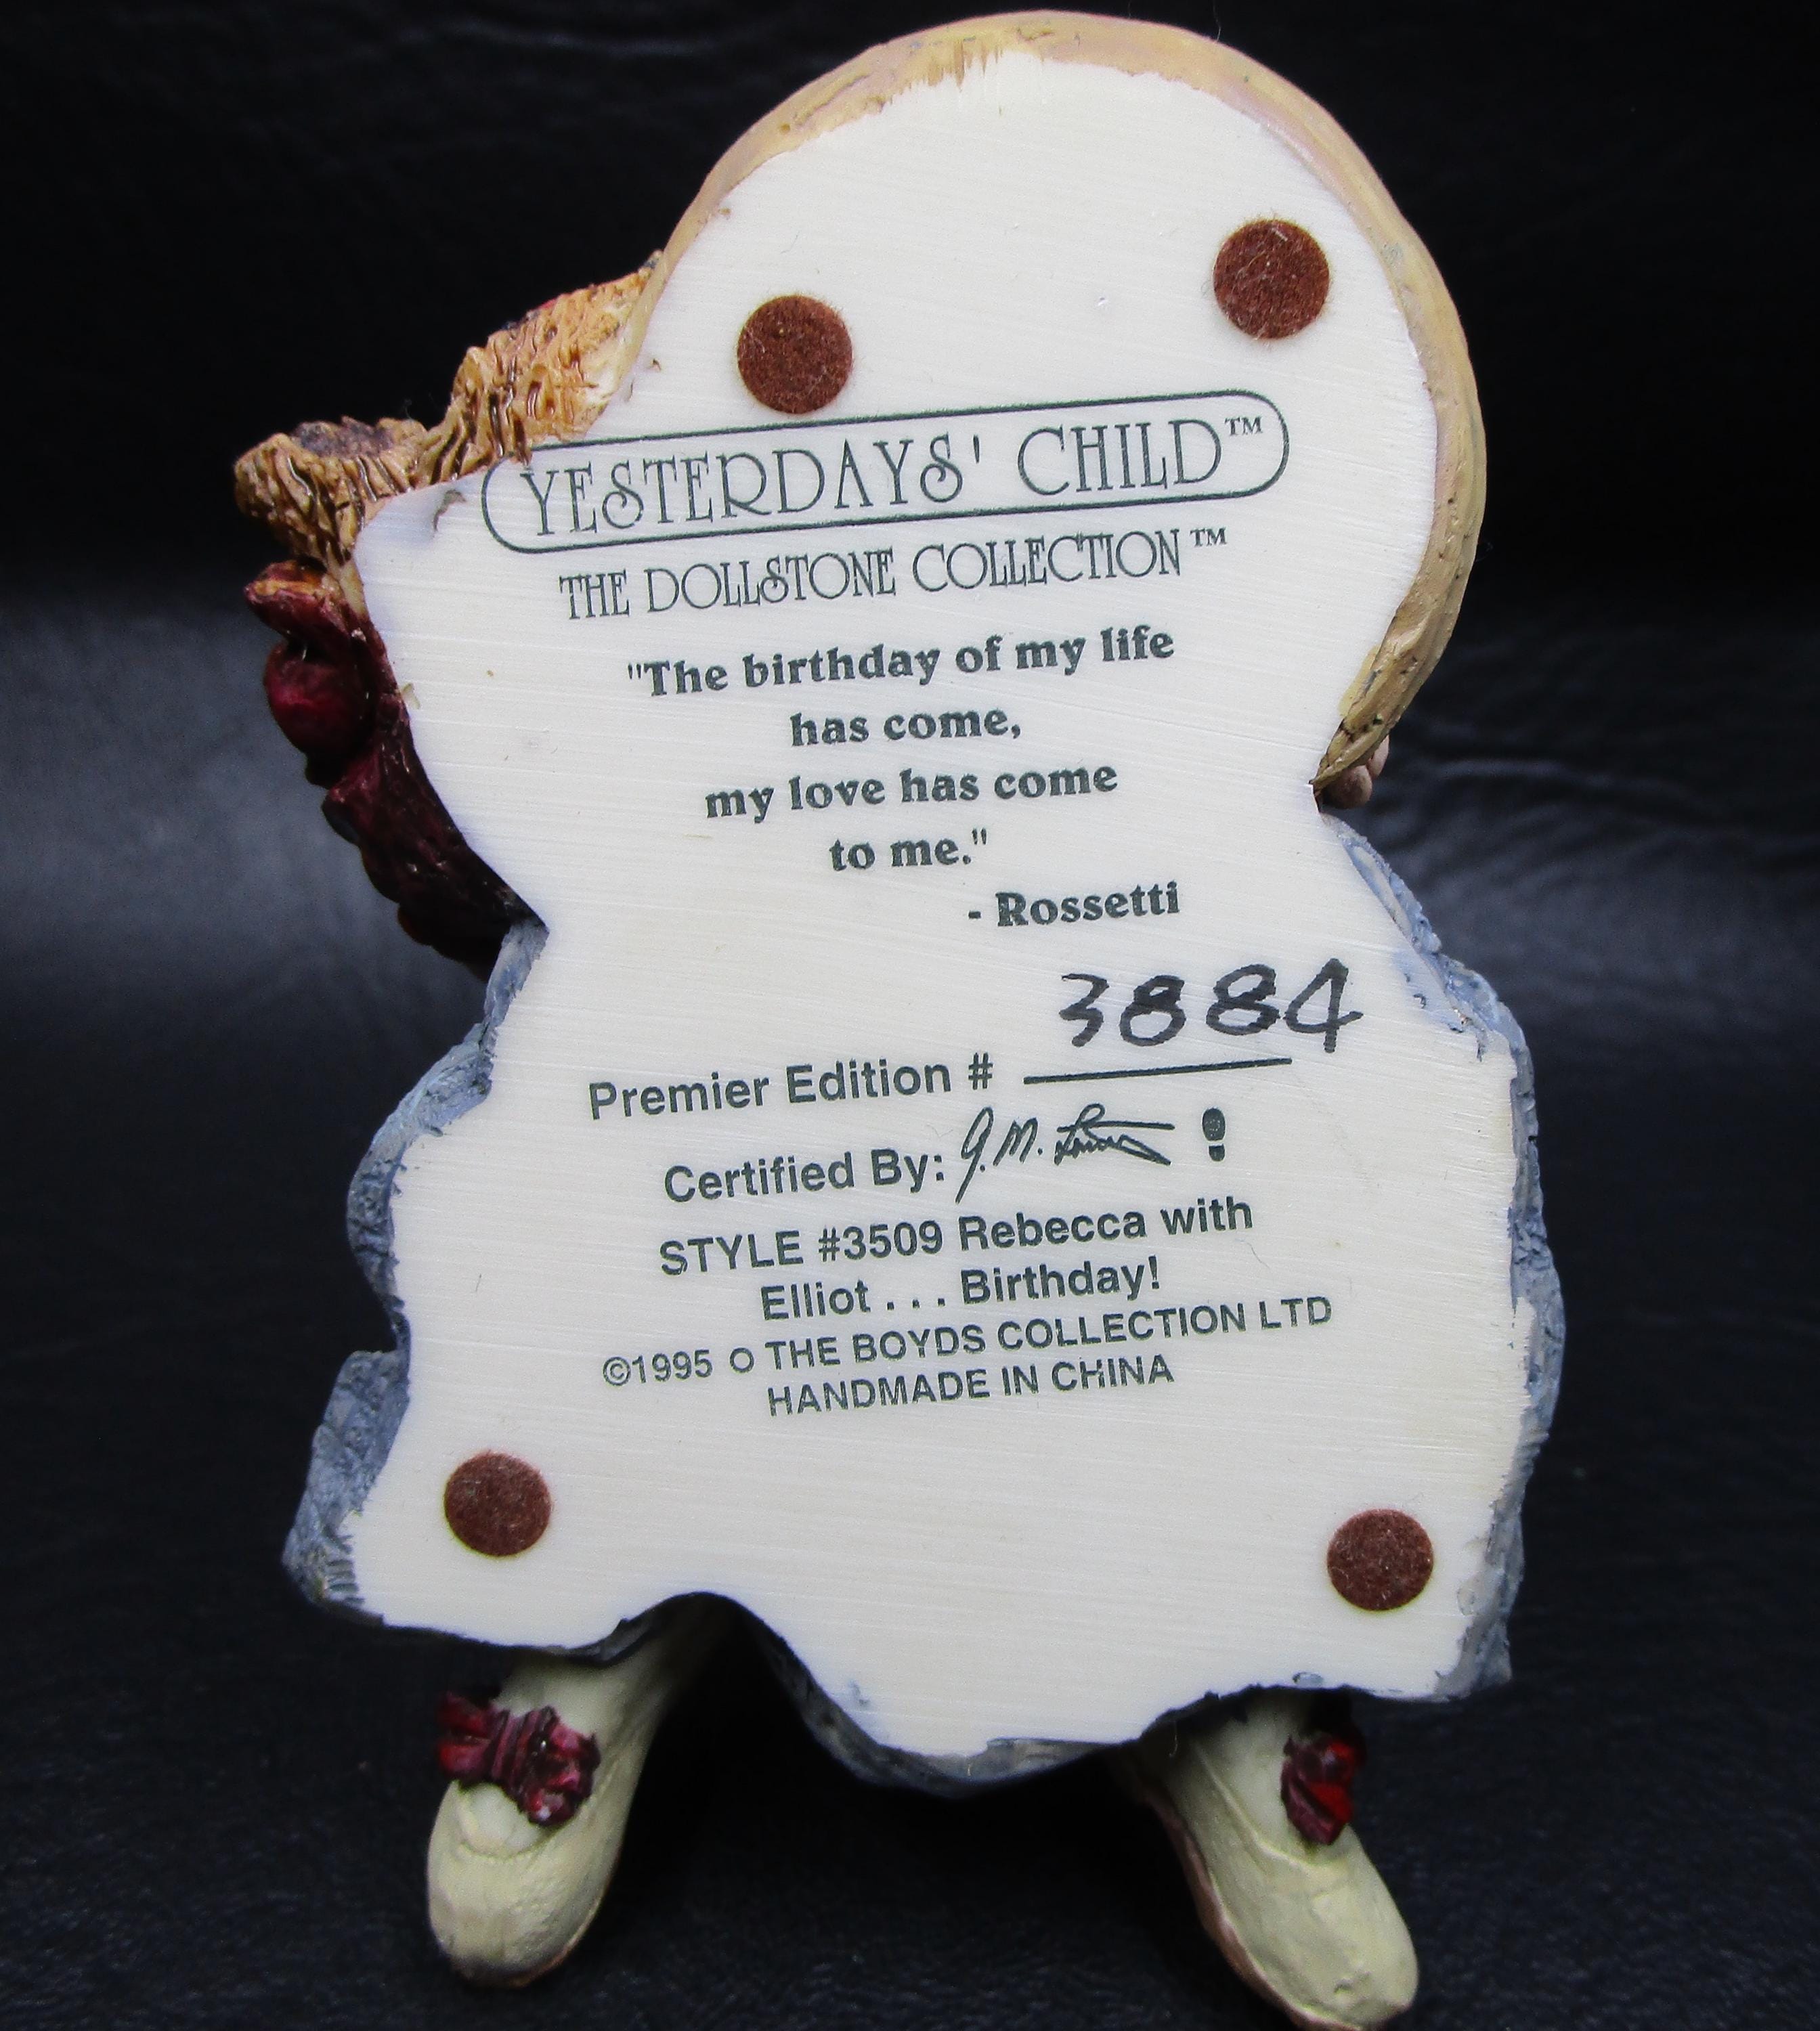 YESTERDAYS' CHILD™
THE DOLLSTONE COLLECTION™
"The birthday of my life
has come,
my love has come
to me."
- Rossetti
3884
Premier Edition #
Certified By: G.M.
STYLE #3509 Rebecca with
Elliot . . . Birthday!
©1995 O THE BOYDS COLLECTION LTD
HANDMADE IN CHINA